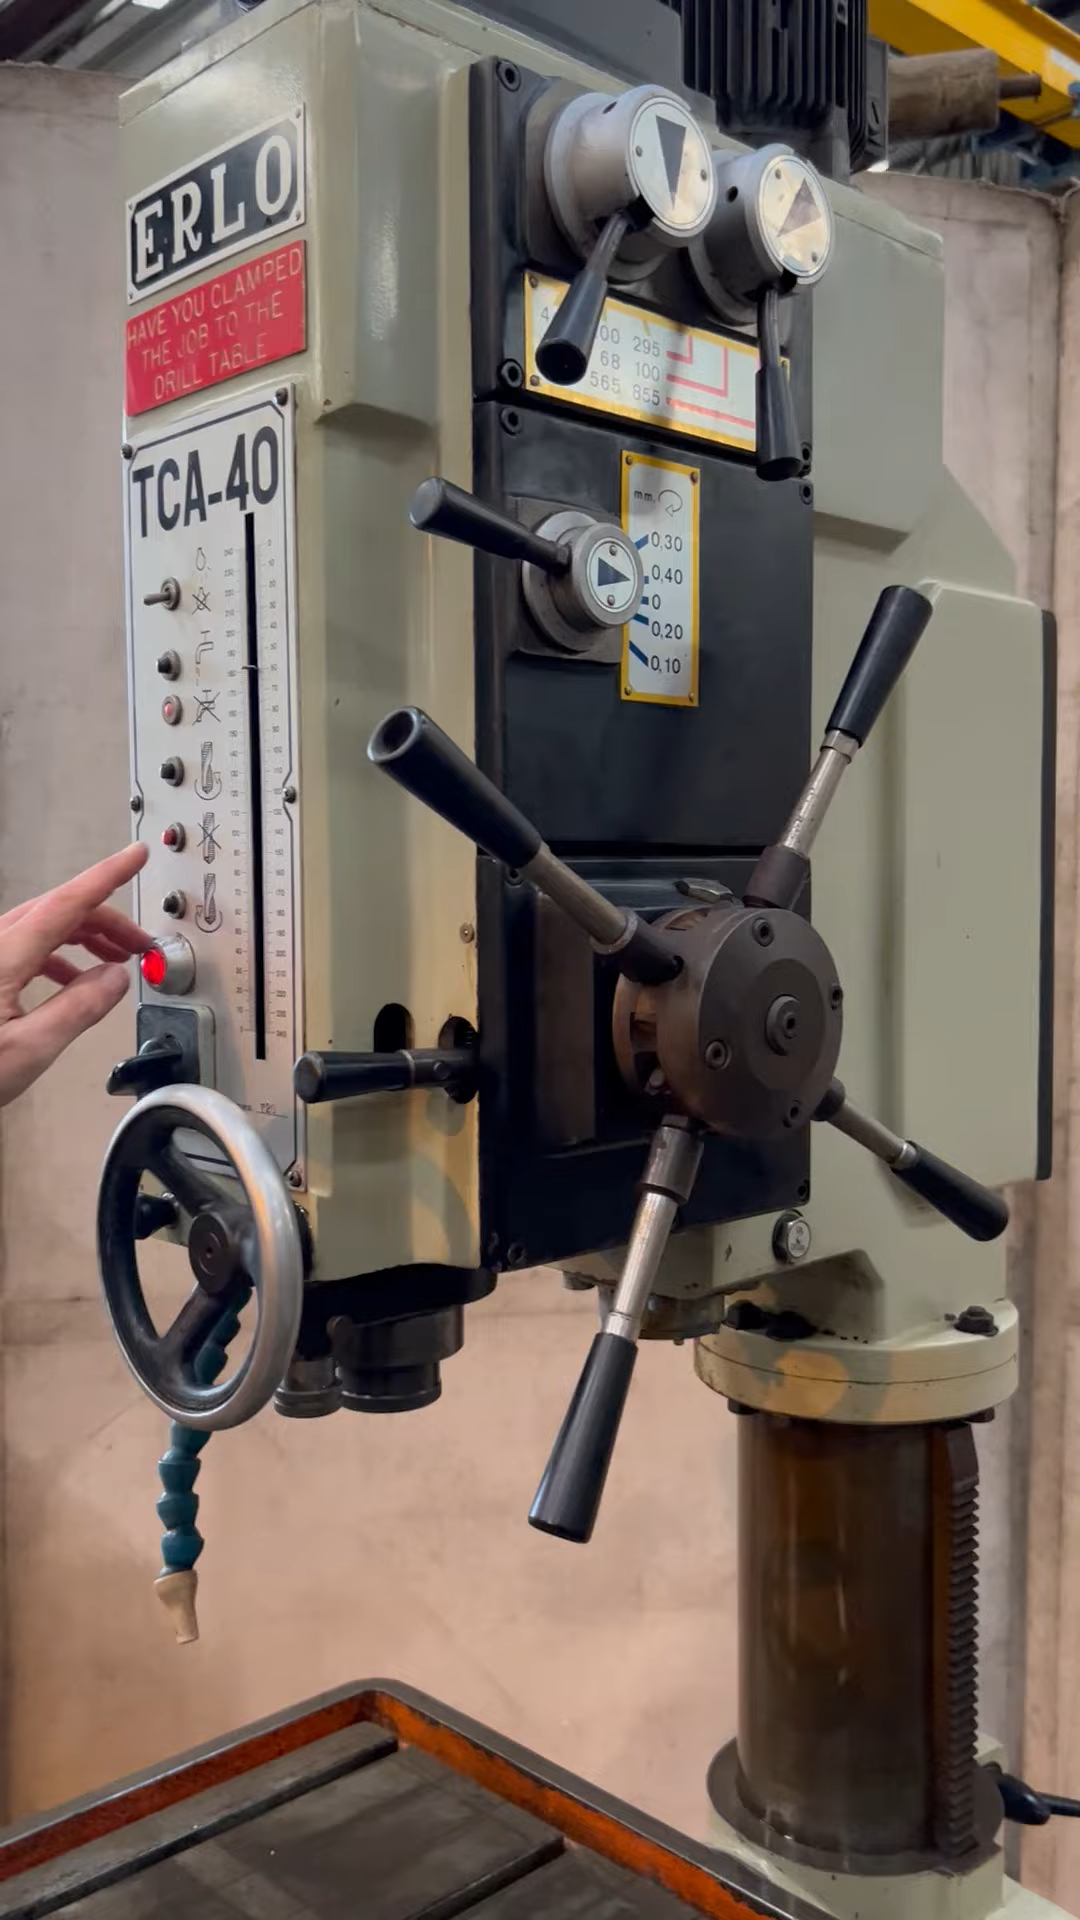 ERLO
HAVE YOU CLAMPED
THE JOB TO THE
DRILL TABLE
TCA-40
295
68 100
565 855
mm.
0,30
0,40
0
0,20
0,10